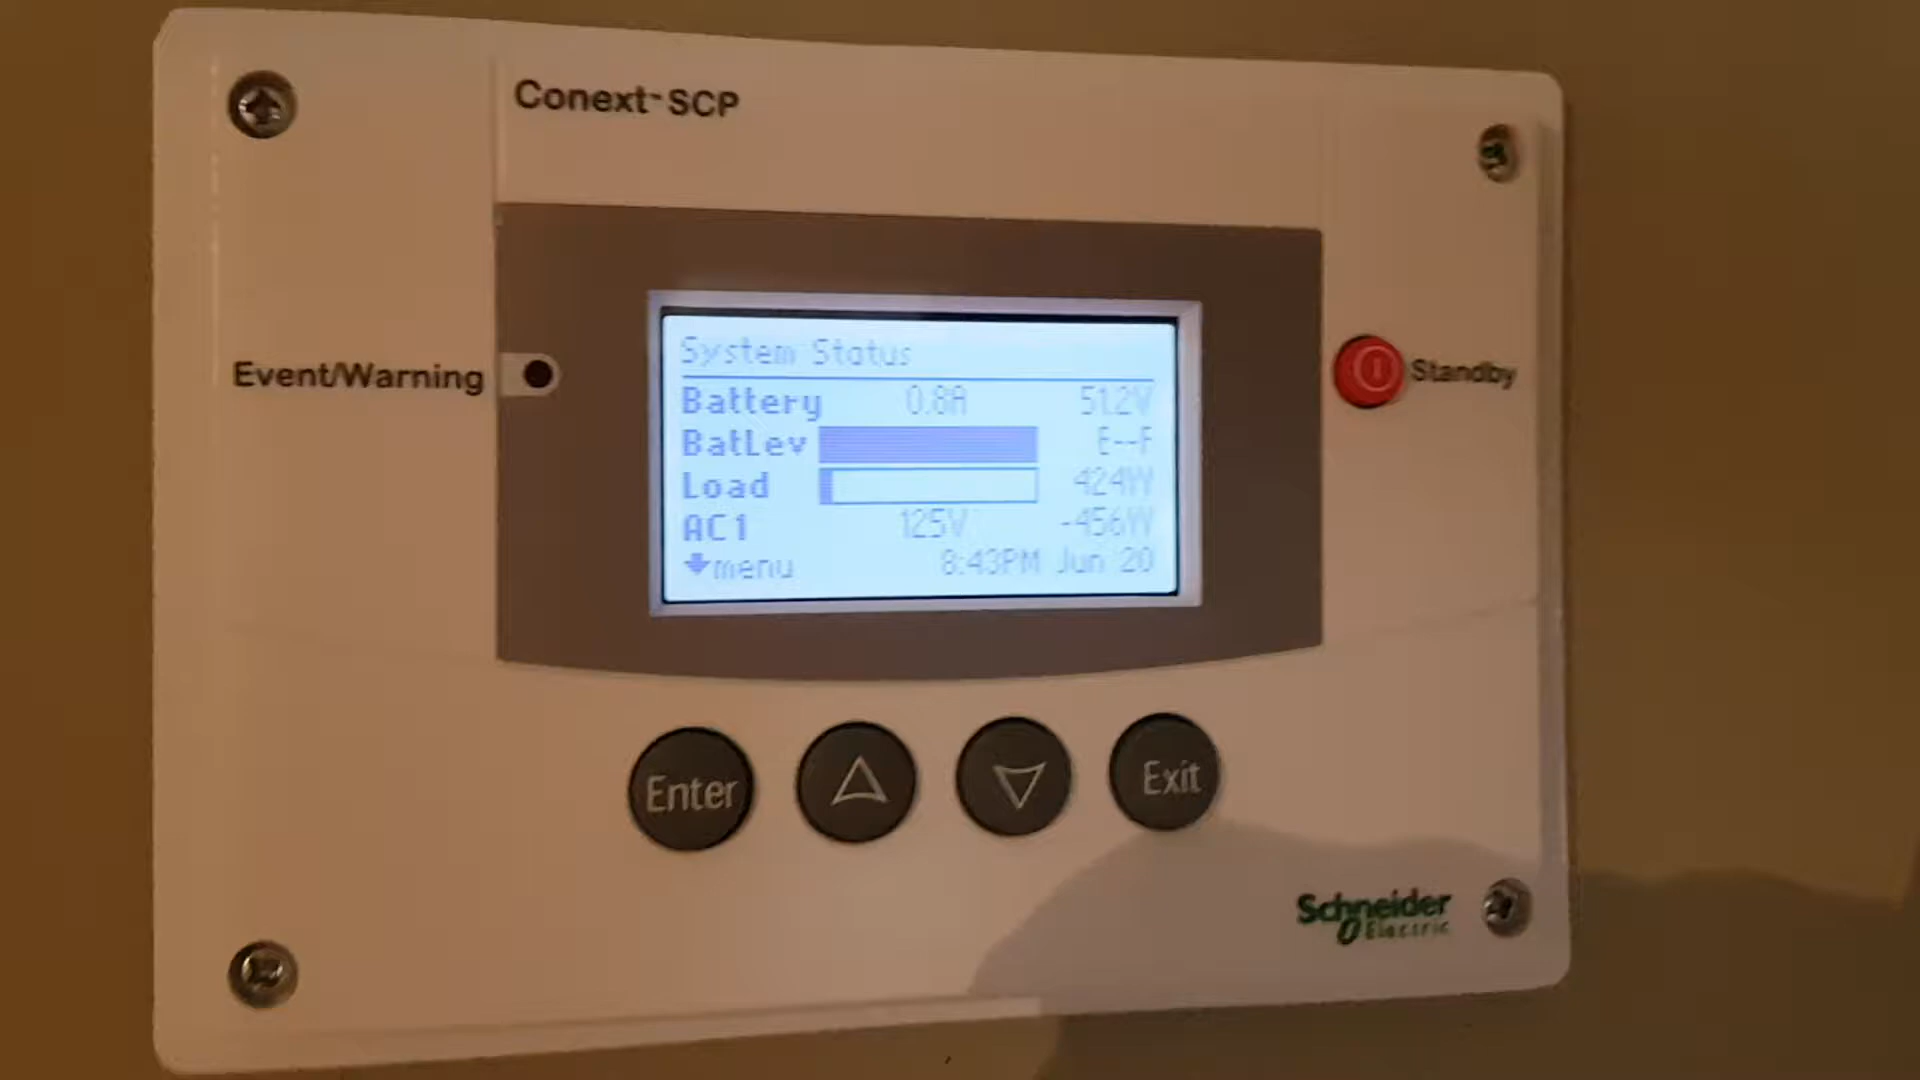 Conext™ SCP
Event/Warning
System Status
Battery 0.8A 51.2V
BatLev E--F
Load 424W
AC1 125V -456W
menu 8:43PM Jun 20
Standby
Enter
Exit
Schneider
Electric